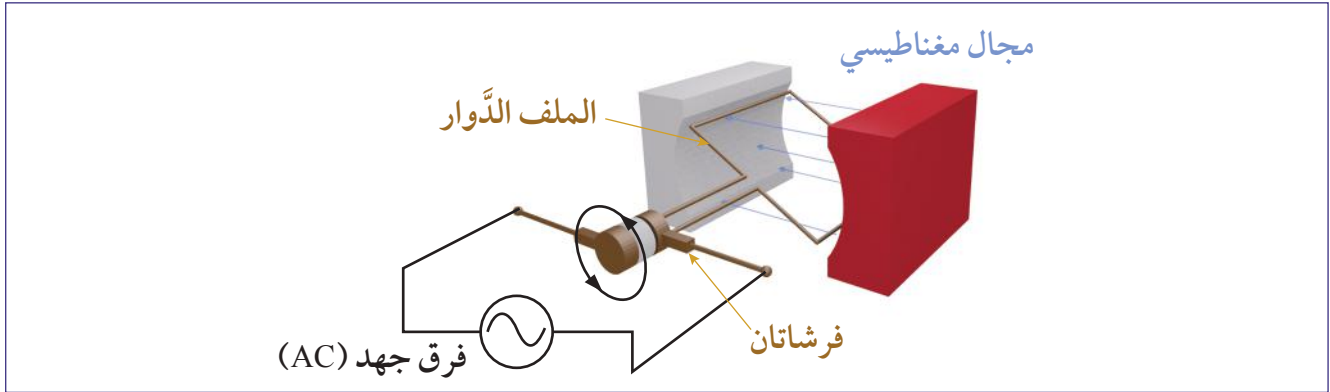 مجال مغناطيسي
الملف الدَّوار
فرشاتان
فرق جهد (AC)